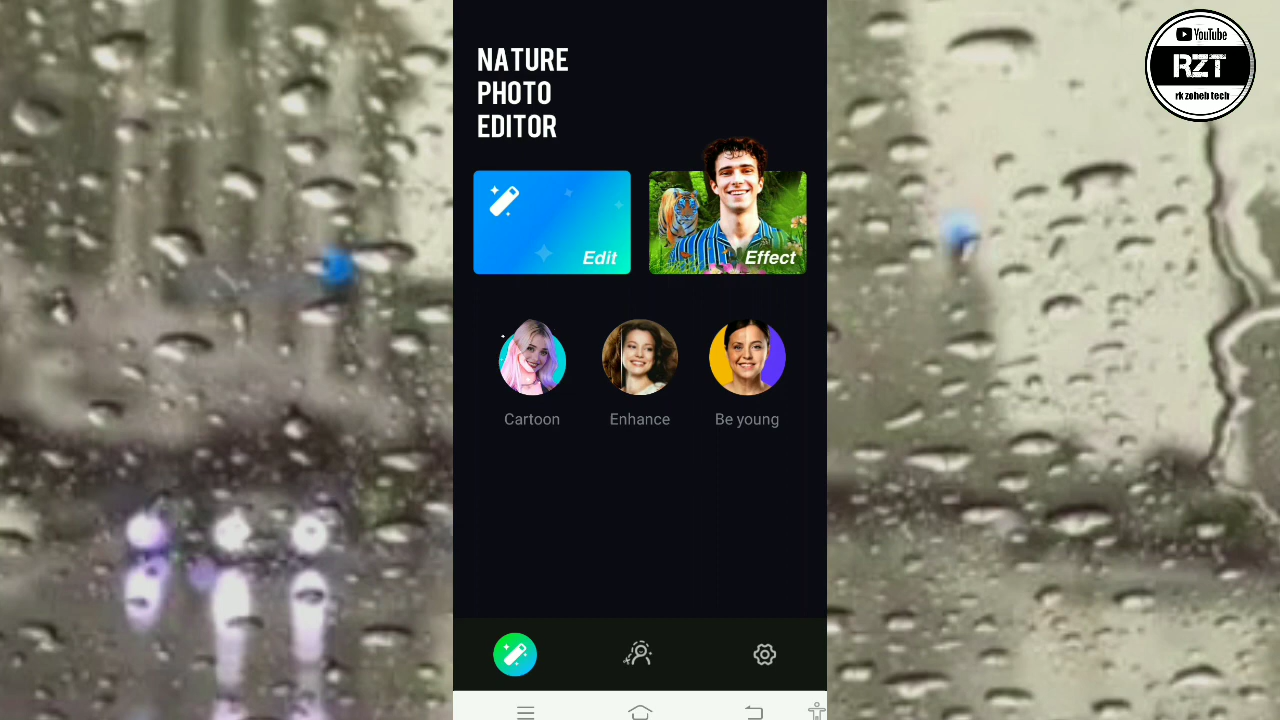 NATURE
PHOTO
EDITOR
Edit
Effect
Cartoon
Enhance
Be young
YouTube
RZT
rk zoheb tech